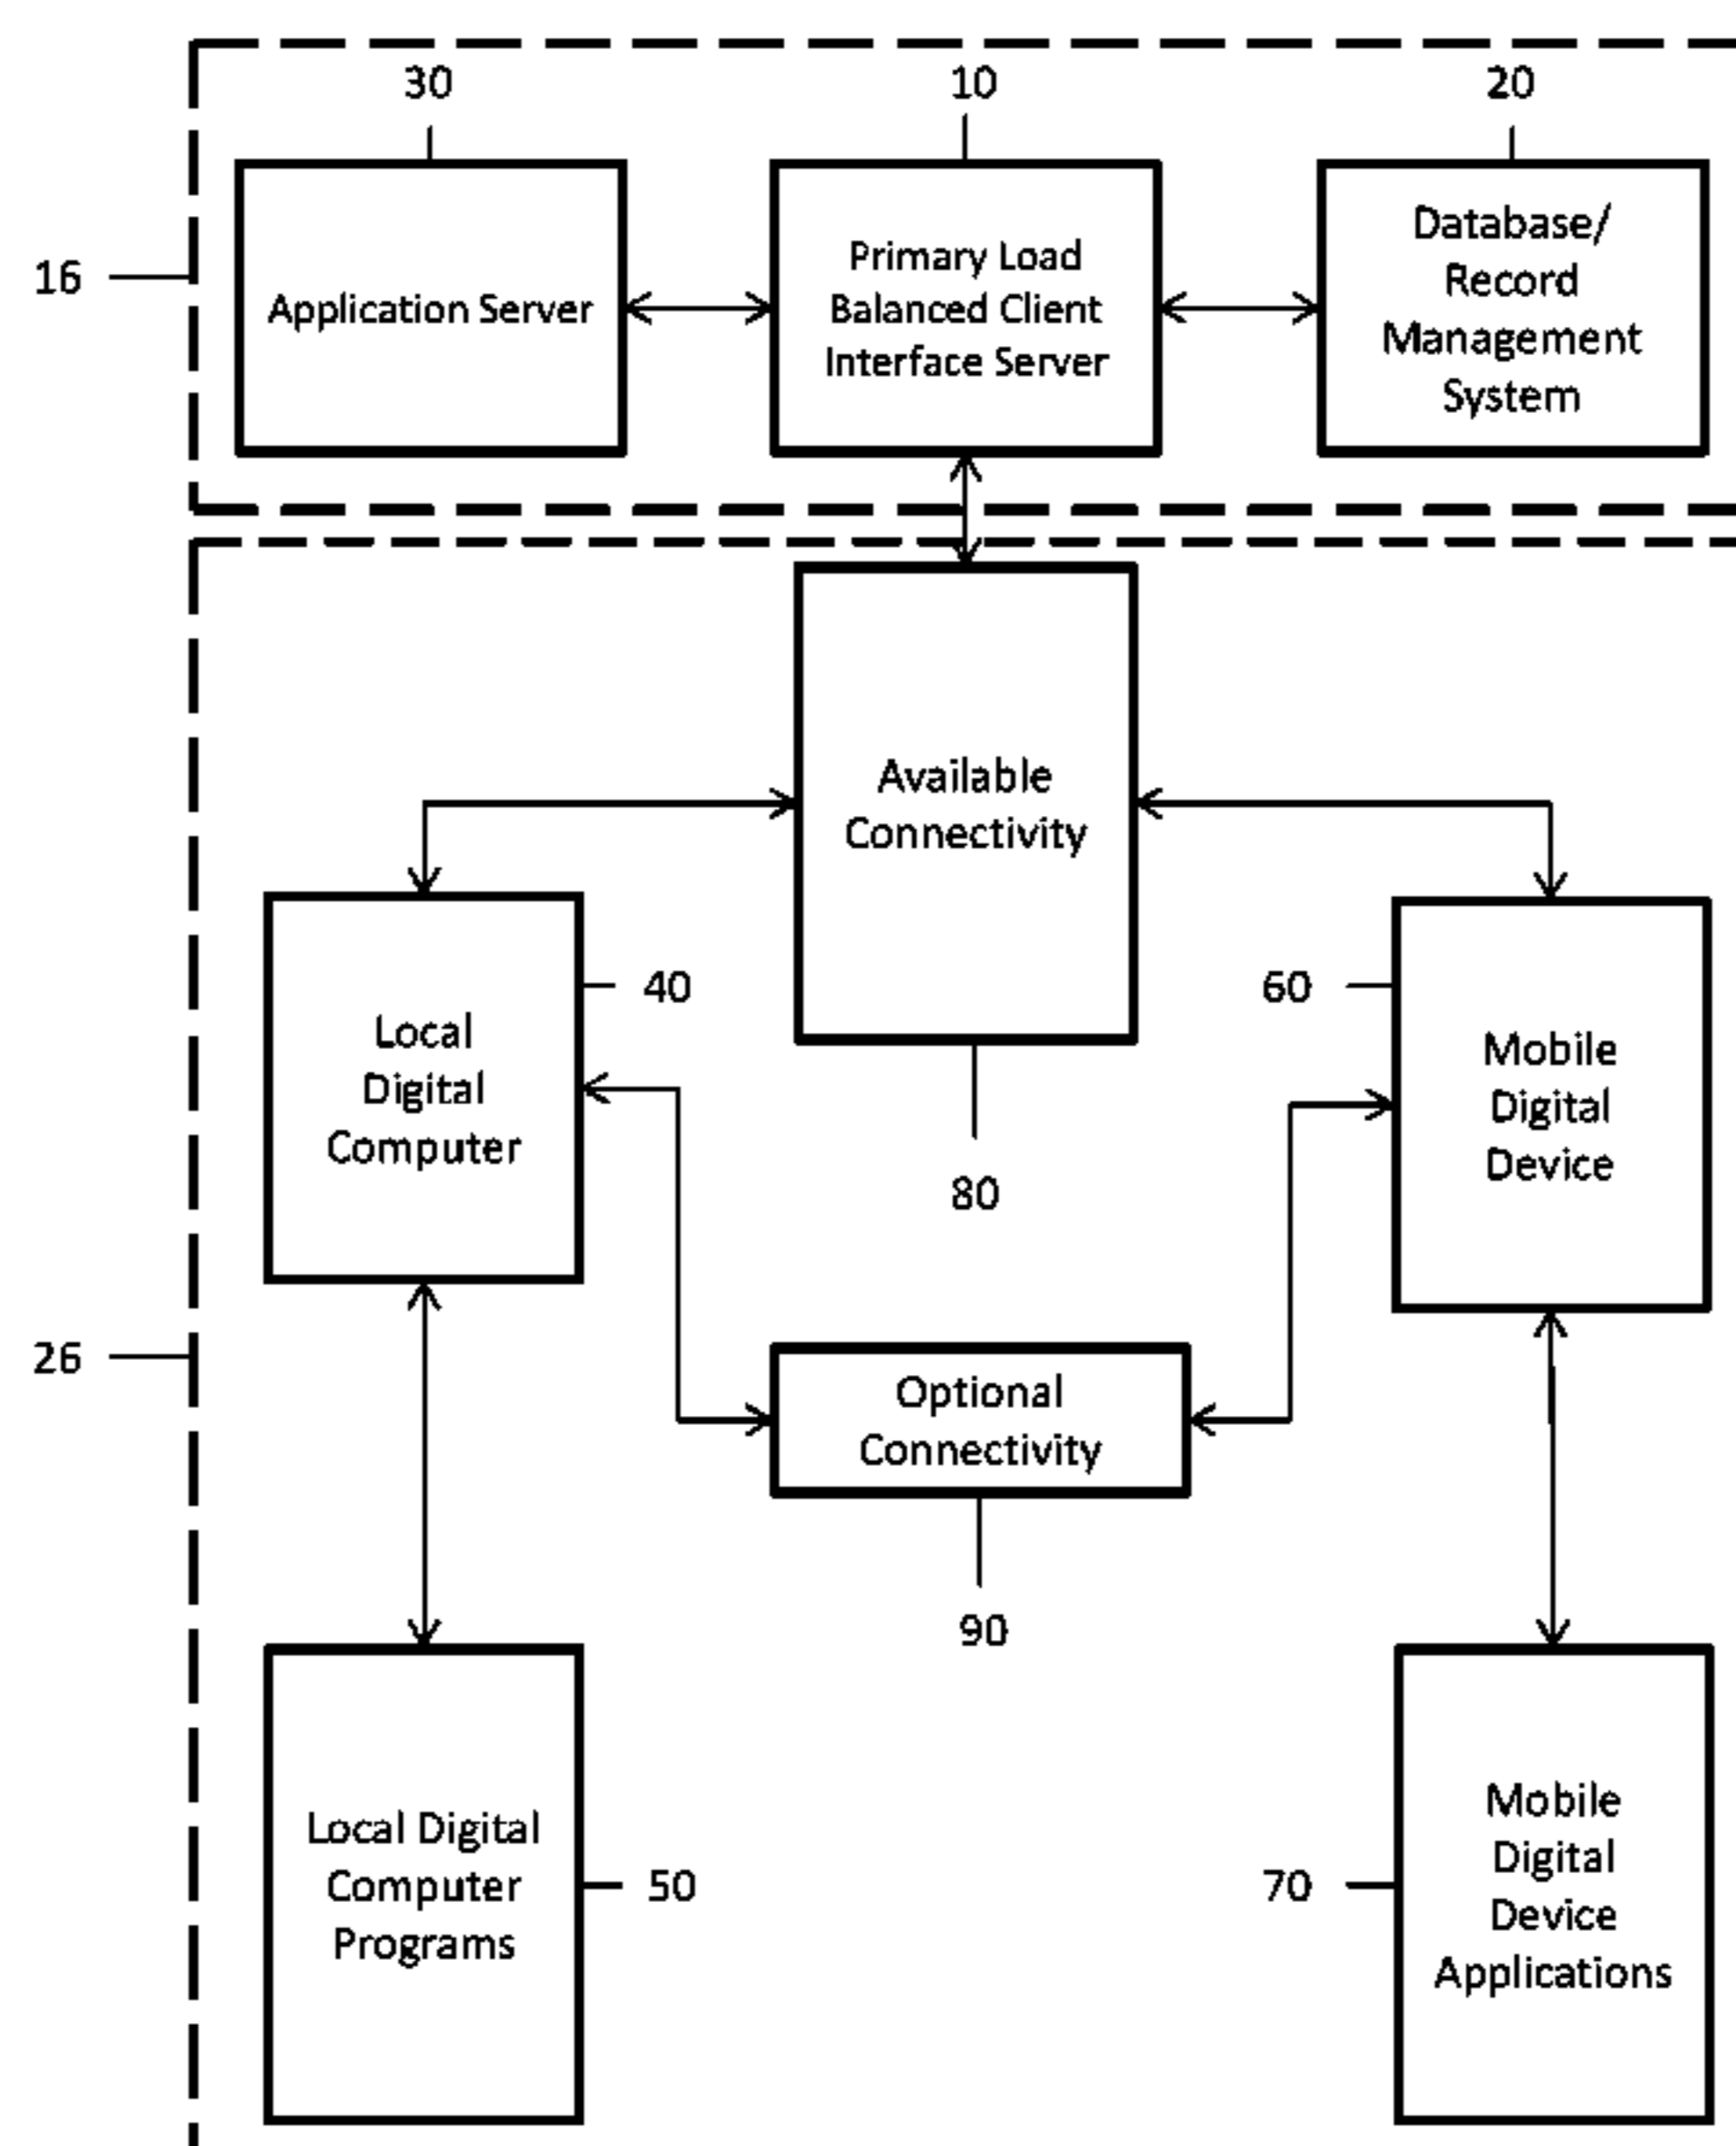 30
10
20
16
Application Server
Primary Load
Balanced Client
Interface Server
Database/
Record
Management
System
Available
Connectivity
40
60
Local
Digital
Computer
Mobile
Digital
Device
80
26
Optional
Connectivity
90
Local Digital
Computer
Programs
50
70
Mobile
Digital
Device
Applications